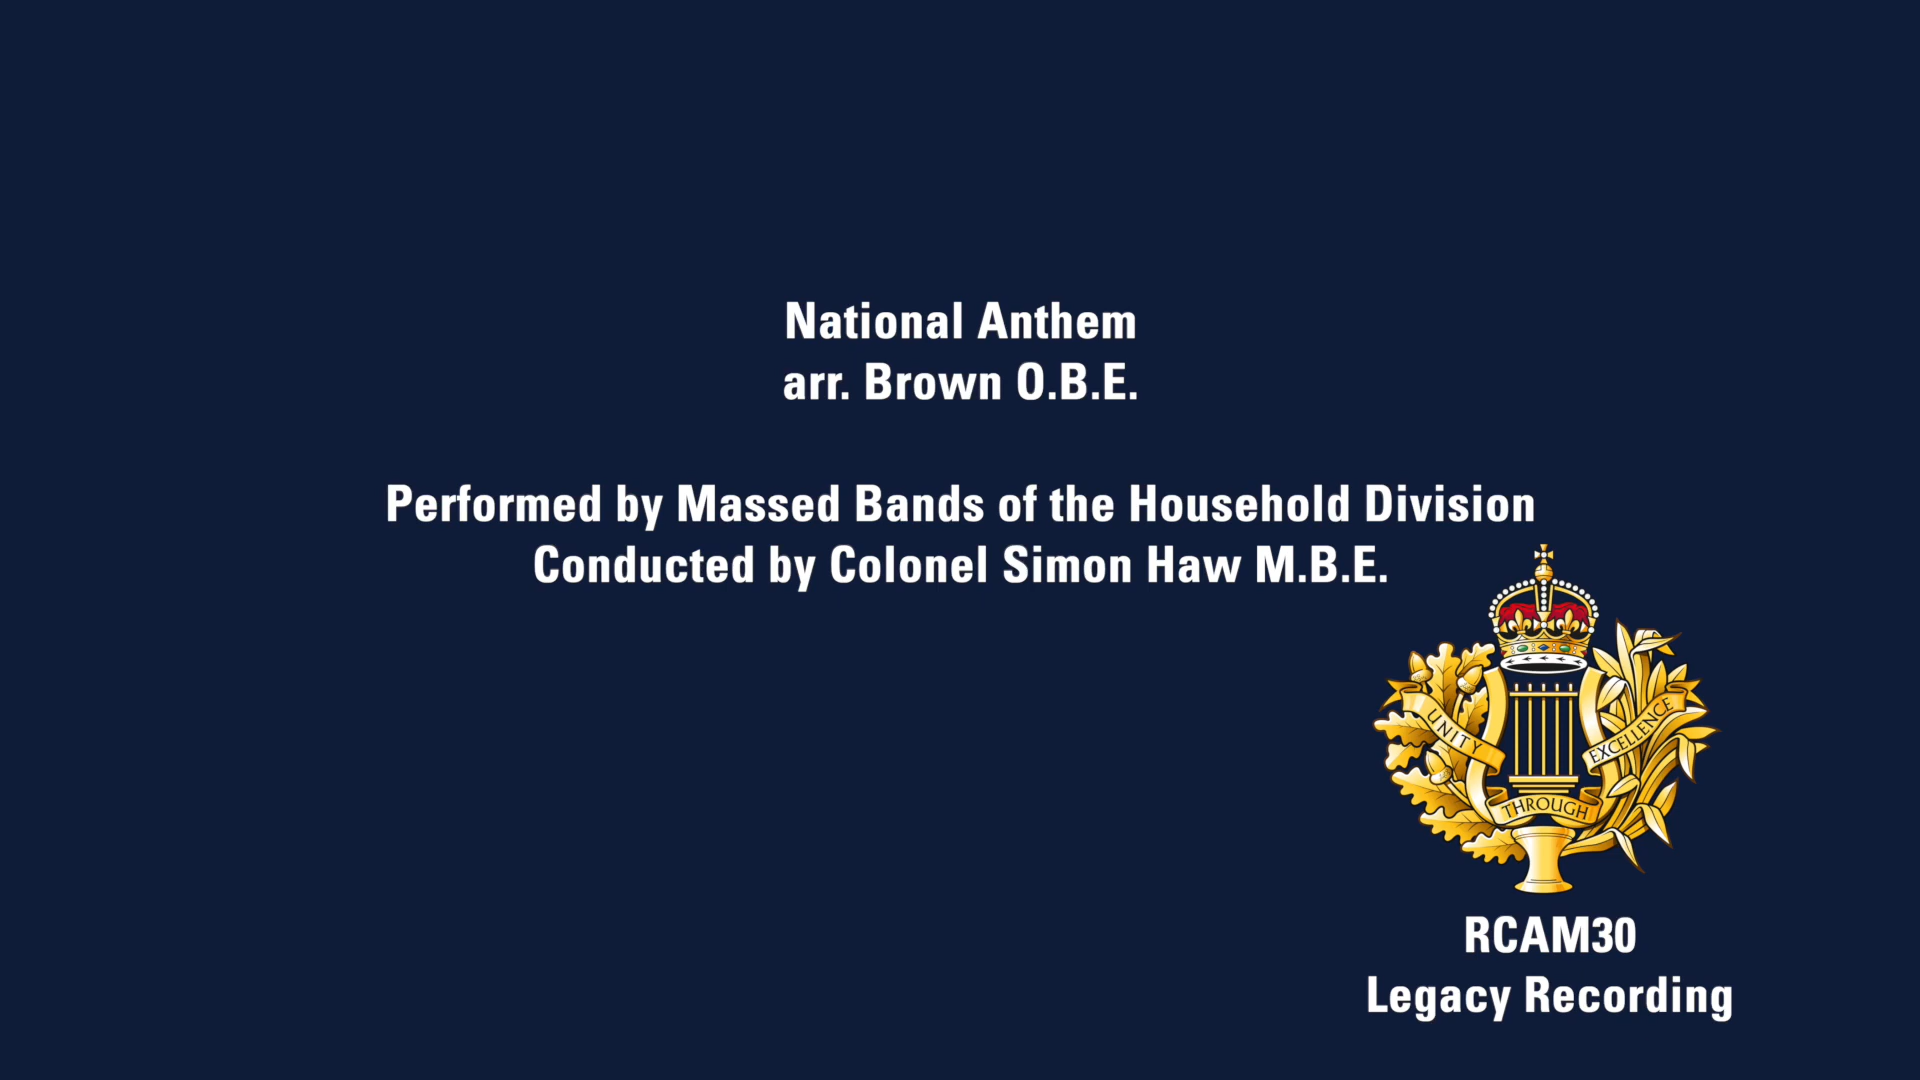 National Anthem
arr. Brown O.B.E.
Performed by Massed Bands of the Household Division
Conducted by Colonel Simon Haw M.B.E.
UNITY
THROUGH
EXCELLENCE
RCAM30
Legacy Recording